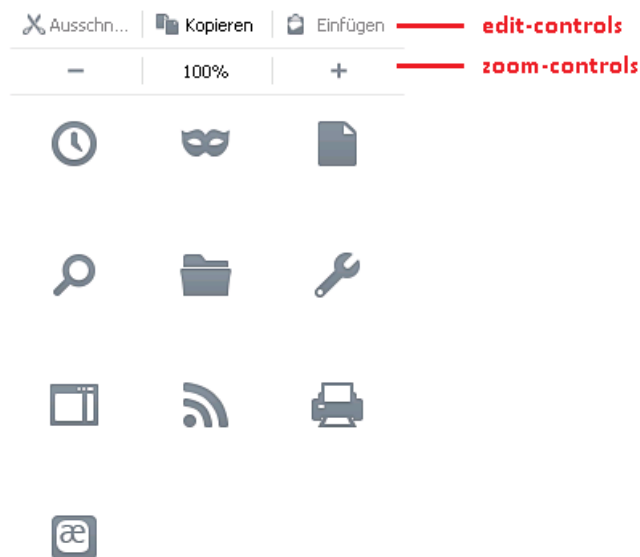 Ausschn... Kopieren Einfügen edit-controls
− 100% + zoom-controls
æ